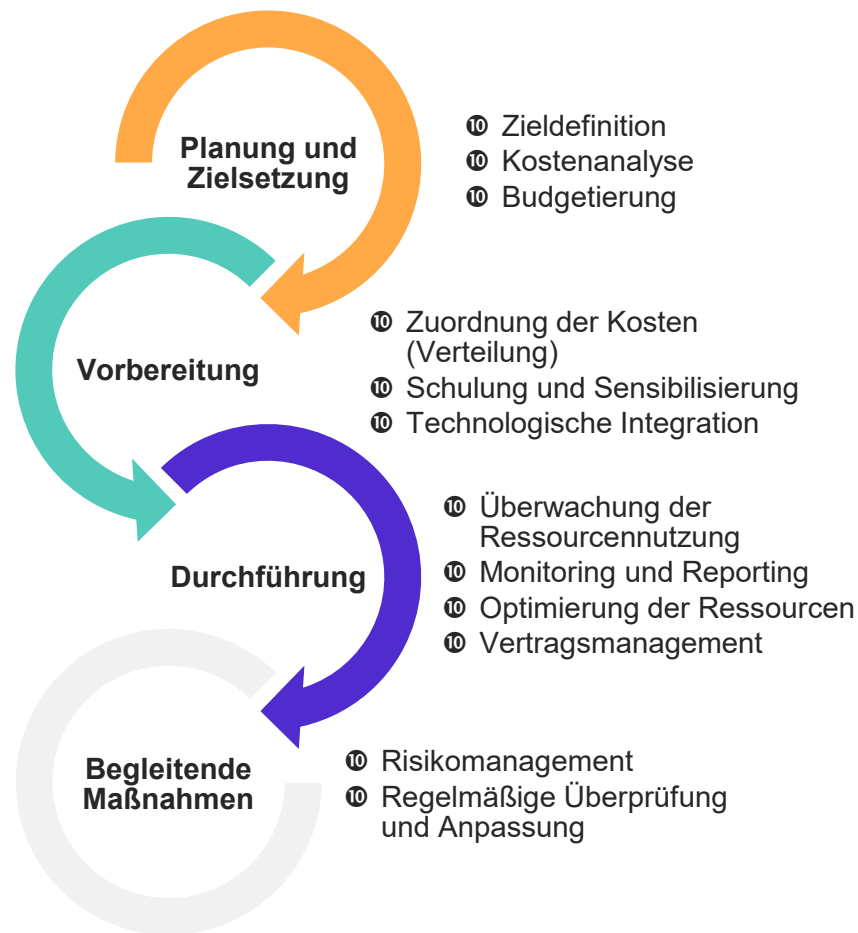 Planung und
Zielsetzung
❿ Zieldefinition
❿ Kostenanalyse
❿ Budgetierung
Vorbereitung
❿ Zuordnung der Kosten
(Verteilung)
❿ Schulung und Sensibilisierung
❿ Technologische Integration
Durchführung
❿ Überwachung der
Ressourcennutzung
❿ Monitoring und Reporting
❿ Optimierung der Ressourcen
❿ Vertragsmanagement
Begleitende
Maßnahmen
❿ Risikomanagement
❿ Regelmäßige Überprüfung
und Anpassung